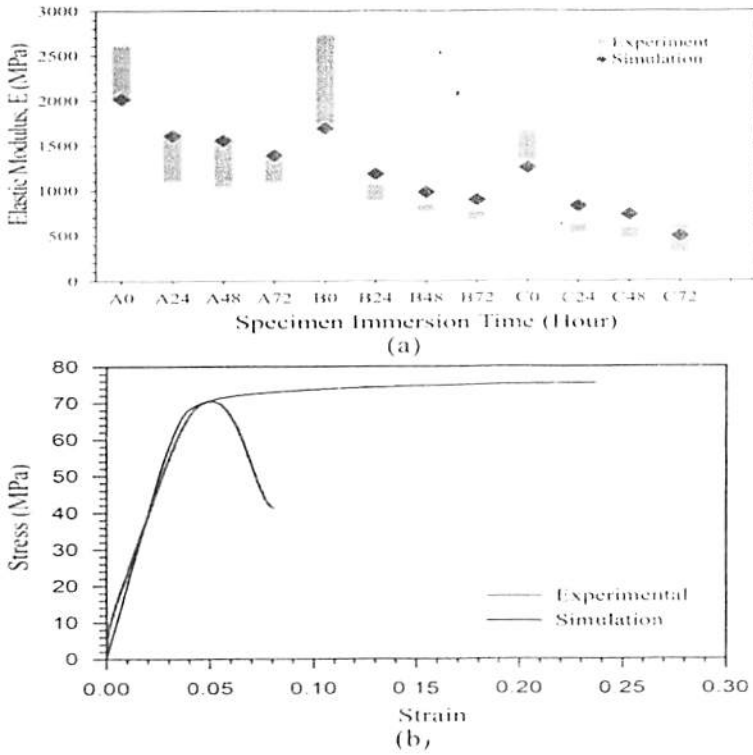 3000
2500
2000
1500
1000
500
0
Elastic Modulus, E (MPa)
Experiment
Simulation
A0 A24 A48 A72 B0 B24 B48 B72 C0 C24 C48 C72
Specimen Immersion Time (Hour)
(a)
80
70
60
50
40
30
20
10
0
Stress (MPa)
Experimental
Simulation
0.00 0.05 0.10 0.15 0.20 0.25 0.30
Strain
(b)